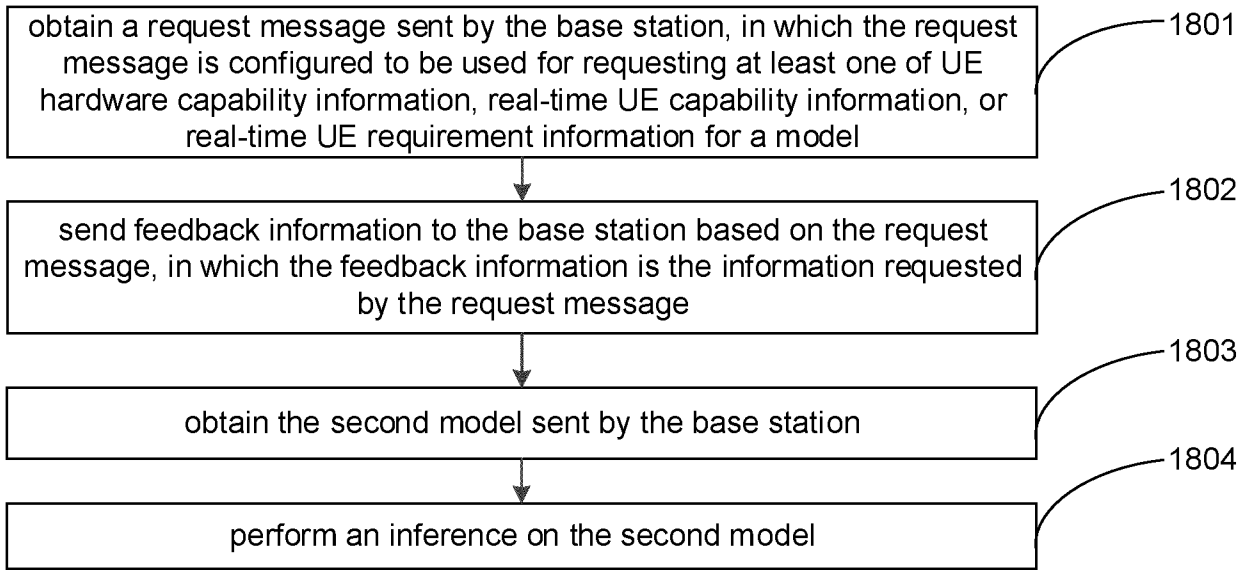 obtain a request message sent by the base station, in which the request
message is configured to be used for requesting at least one of UE
hardware capability information, real-time UE capability information, or
real-time UE requirement information for a model
1801
send feedback information to the base station based on the request
message, in which the feedback information is the information requested
by the request message
1802
obtain the second model sent by the base station
1803
perform an inference on the second model
1804